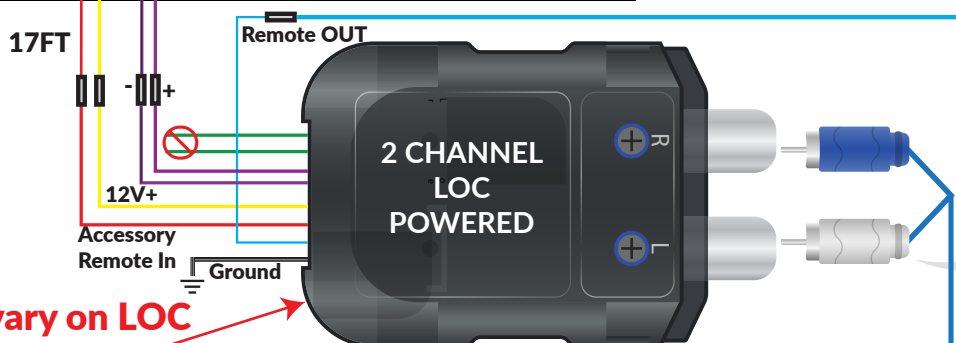 Remote OUT
17FT
- +
2 CHANNEL
LOC
POWERED
R
12V+
Accessory
Remote In
Ground
L
vary on LOC